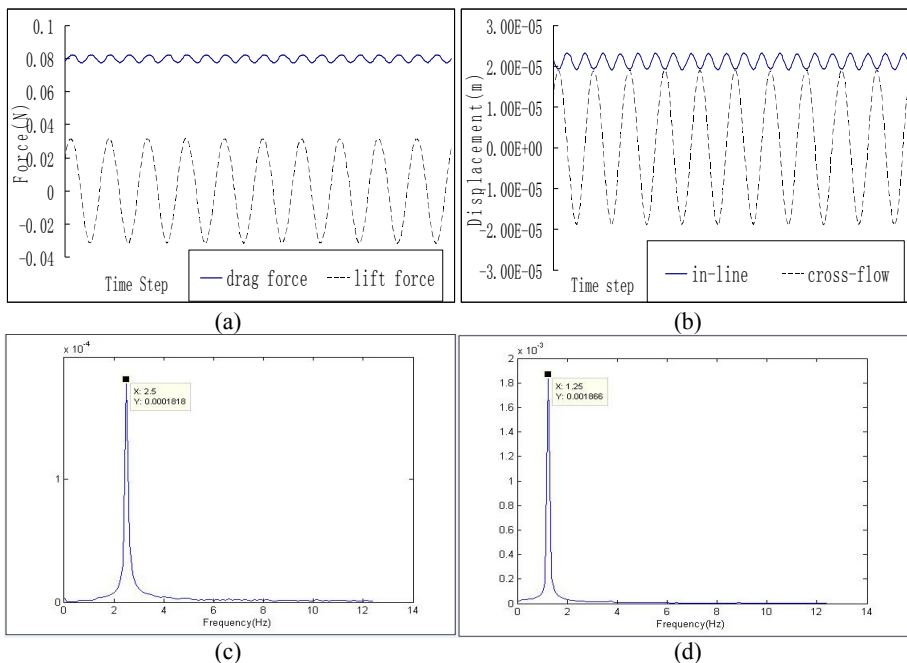 0.1
0.08
0.06
0.04
0.02
0
-0.02
-0.04
Force(N)
Time Step
drag force
lift force
(a)
3.00E-05
2.00E-05
1.00E-05
0.00E+00
-1.00E-05
-2.00E-05
-3.00E-05
Displacement(m)
Time step
in-line
cross-flow
(b)
x 10-4
X: 2.5
Y: 0.0001818
1
0 2 4 6 8 10 12 14
Frequency(Hz)
(c)
x 10-3
2
1.8
1.6
1.4
1.2
1
0.8
0.6
0.4
0.2
0
X: 1.25
Y: 0.001866
0 2 4 6 8 10 12 14
Frequency(Hz)
(d)